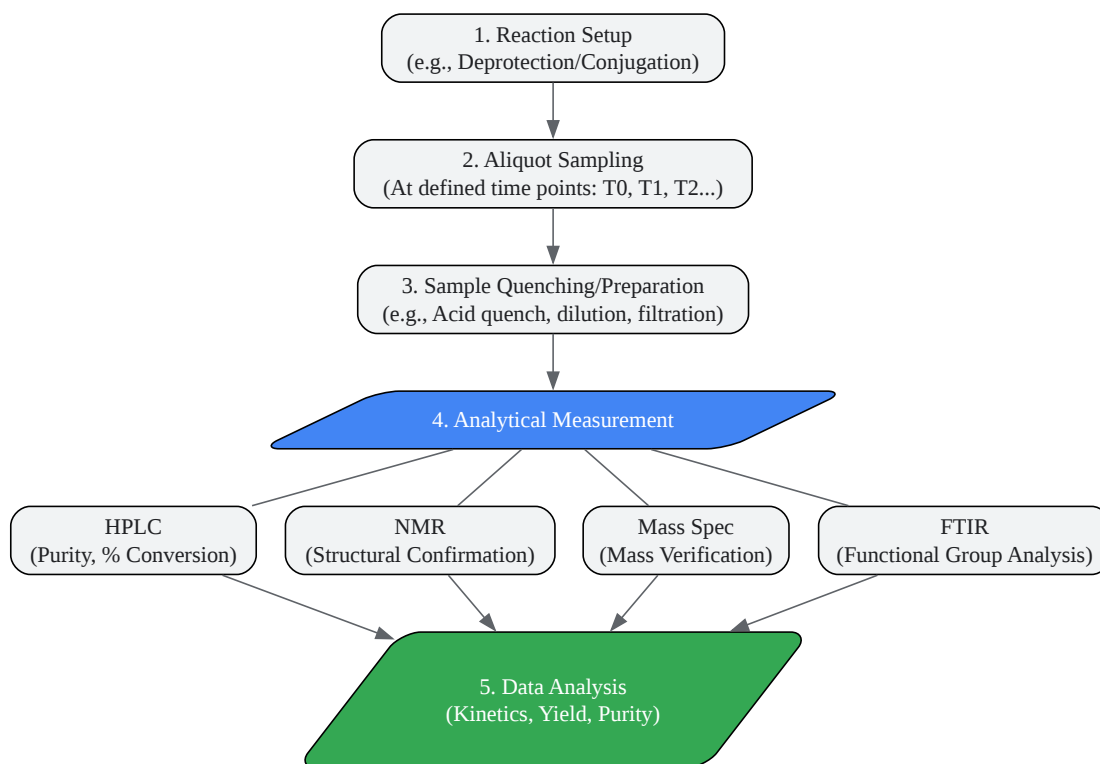 1. Reaction Setup
(e.g., Deprotection/Conjugation)
2. Aliquot Sampling
(At defined time points: T0, T1, T2...)
3. Sample Quenching/Preparation
(e.g., Acid quench, dilution, filtration)
4. Analytical Measurement
HPLC
(Purity, % Conversion)
NMR
(Structural Confirmation)
Mass Spec
(Mass Verification)
FTIR
(Functional Group Analysis)
5. Data Analysis
(Kinetics, Yield, Purity)